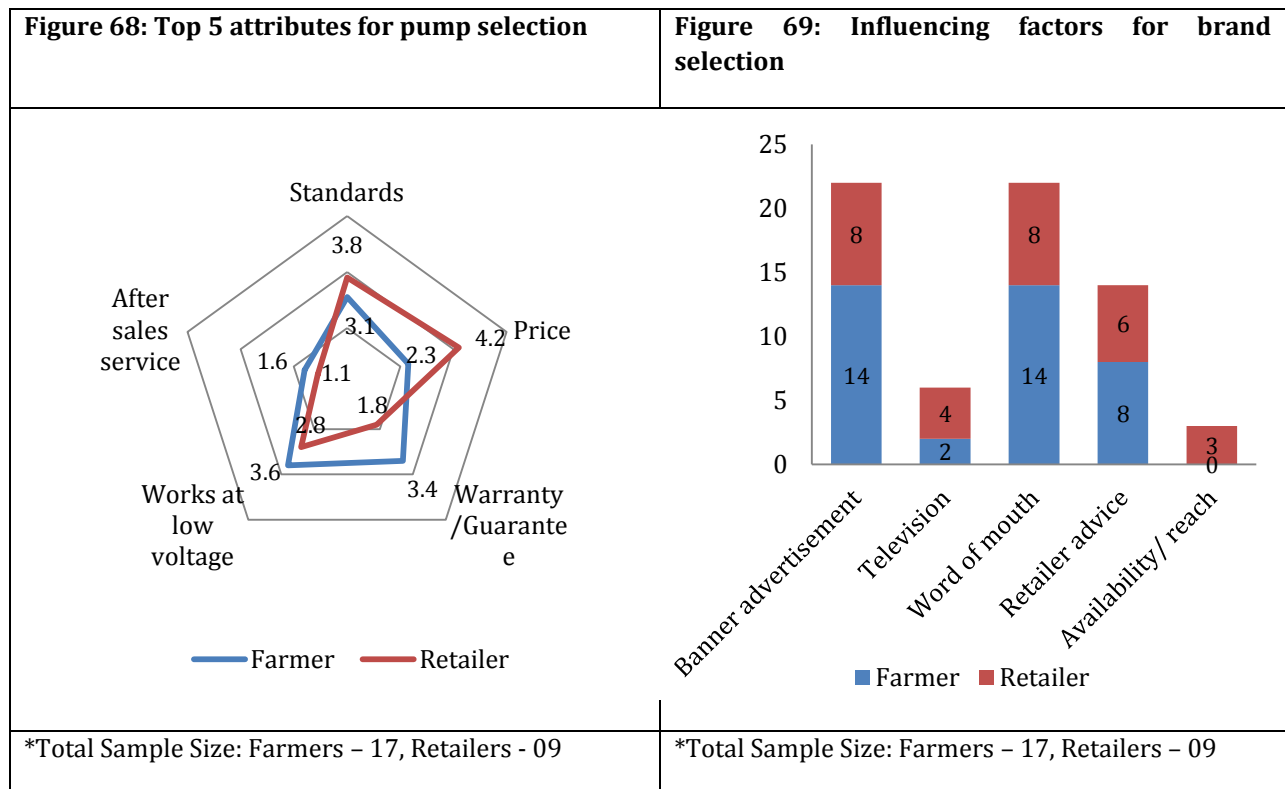 Figure 68: Top 5 attributes for pump selection
Figure 69: Influencing factors for brand
selection
Standards
3.8
3.1
Price
4.2
2.3
After
sales
service
1.6
1.1
1.8
2.8
3.6
3.4
Works at
low
voltage
Warranty
/Guarante
e
Farmer
Retailer
25
20
15
10
5
0
8
14
4
2
8
14
6
8
3
0
Banner advertisement
Television
Word of mouth
Retailer advice
Availability/ reach
Farmer
Retailer
*Total Sample Size: Farmers – 17, Retailers - 09
*Total Sample Size: Farmers – 17, Retailers – 09